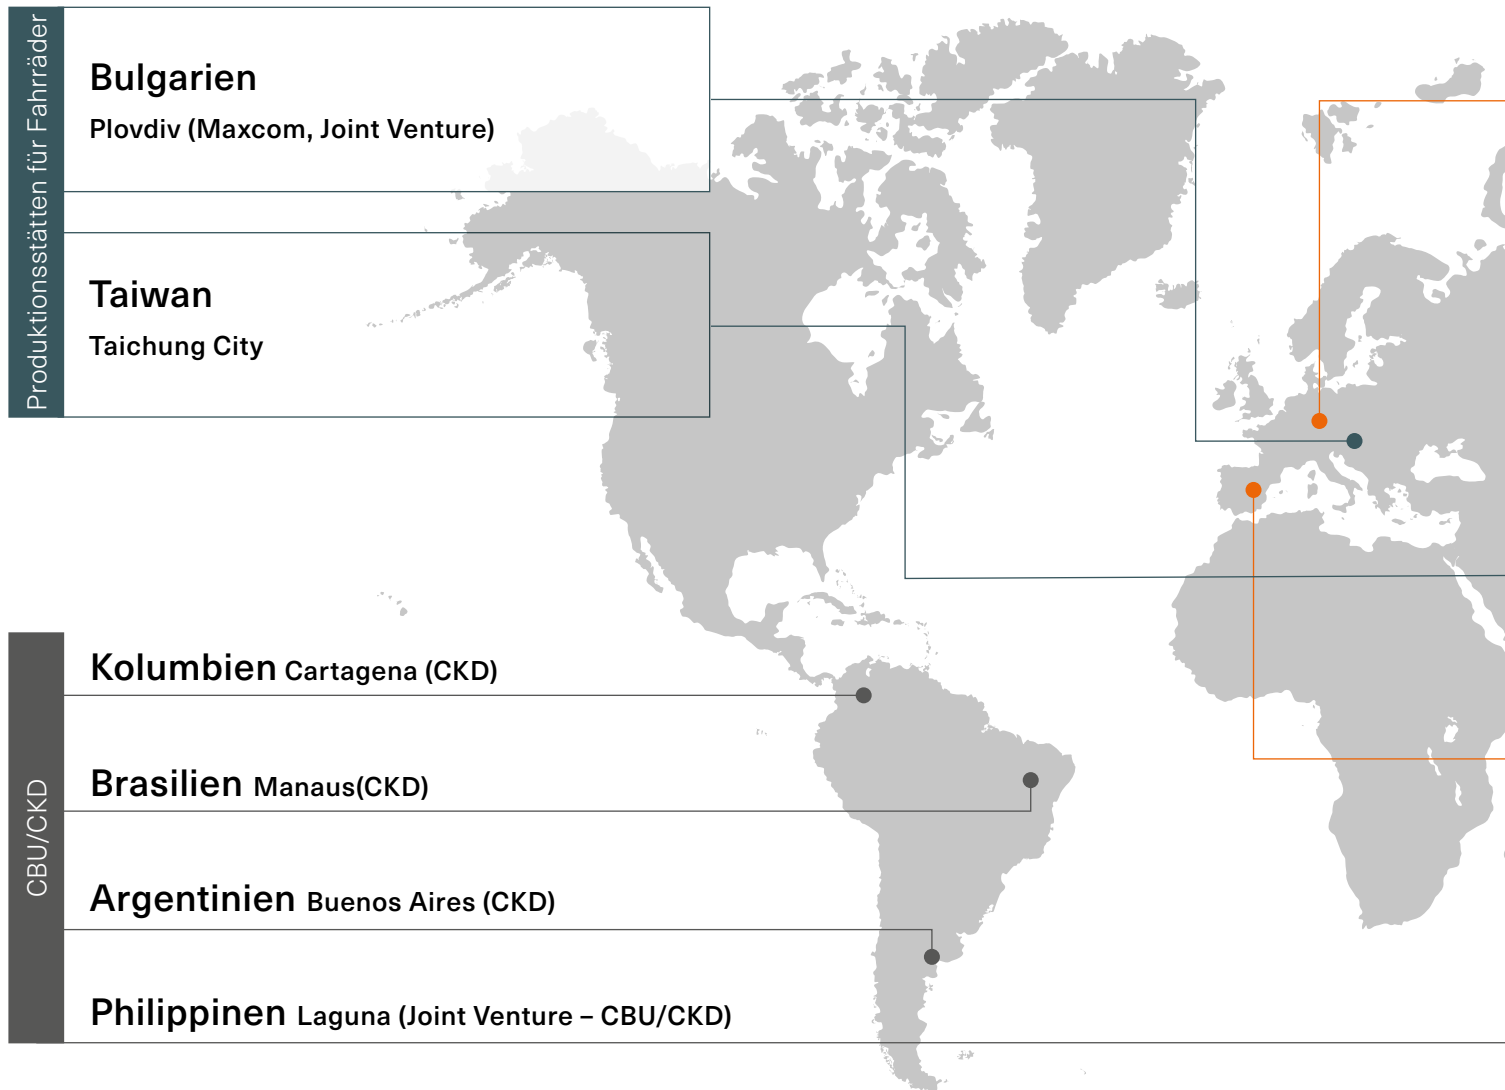 Produktionsstätten für Fahrräder
Bulgarien
Plovdiv (Maxcom, Joint Venture)
Taiwan
Taichung City
CBU/CKD
Kolumbien Cartagena (CKD)
Brasilien Manaus(CKD)
Argentinien Buenos Aires (CKD)
Philippinen Laguna (Joint Venture – CBU/CKD)